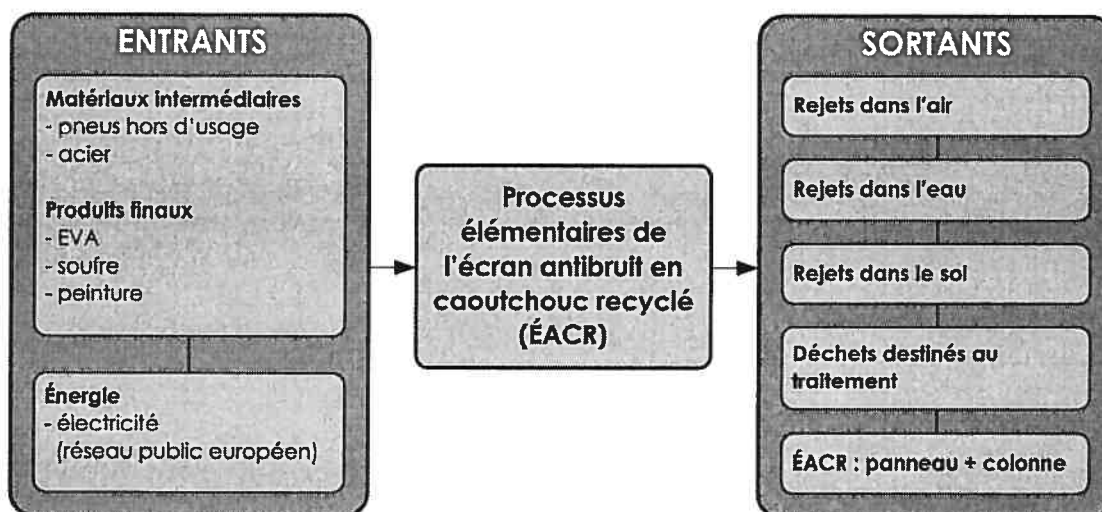 ENTRANTS
Matériaux intermédiaires
- pneus hors d'usage
- acier
Produits finaux
- EVA
- soufre
- peinture
Énergie
- électricité
(réseau public européen)
Processus
élémentaires de
l'écran antibruit en
caoutchouc recyclé
(ÉACR)
SORTANTS
Rejets dans l'air
Rejets dans l'eau
Rejets dans le sol
Déchets destinés au
traitement
ÉACR : panneau + colonne